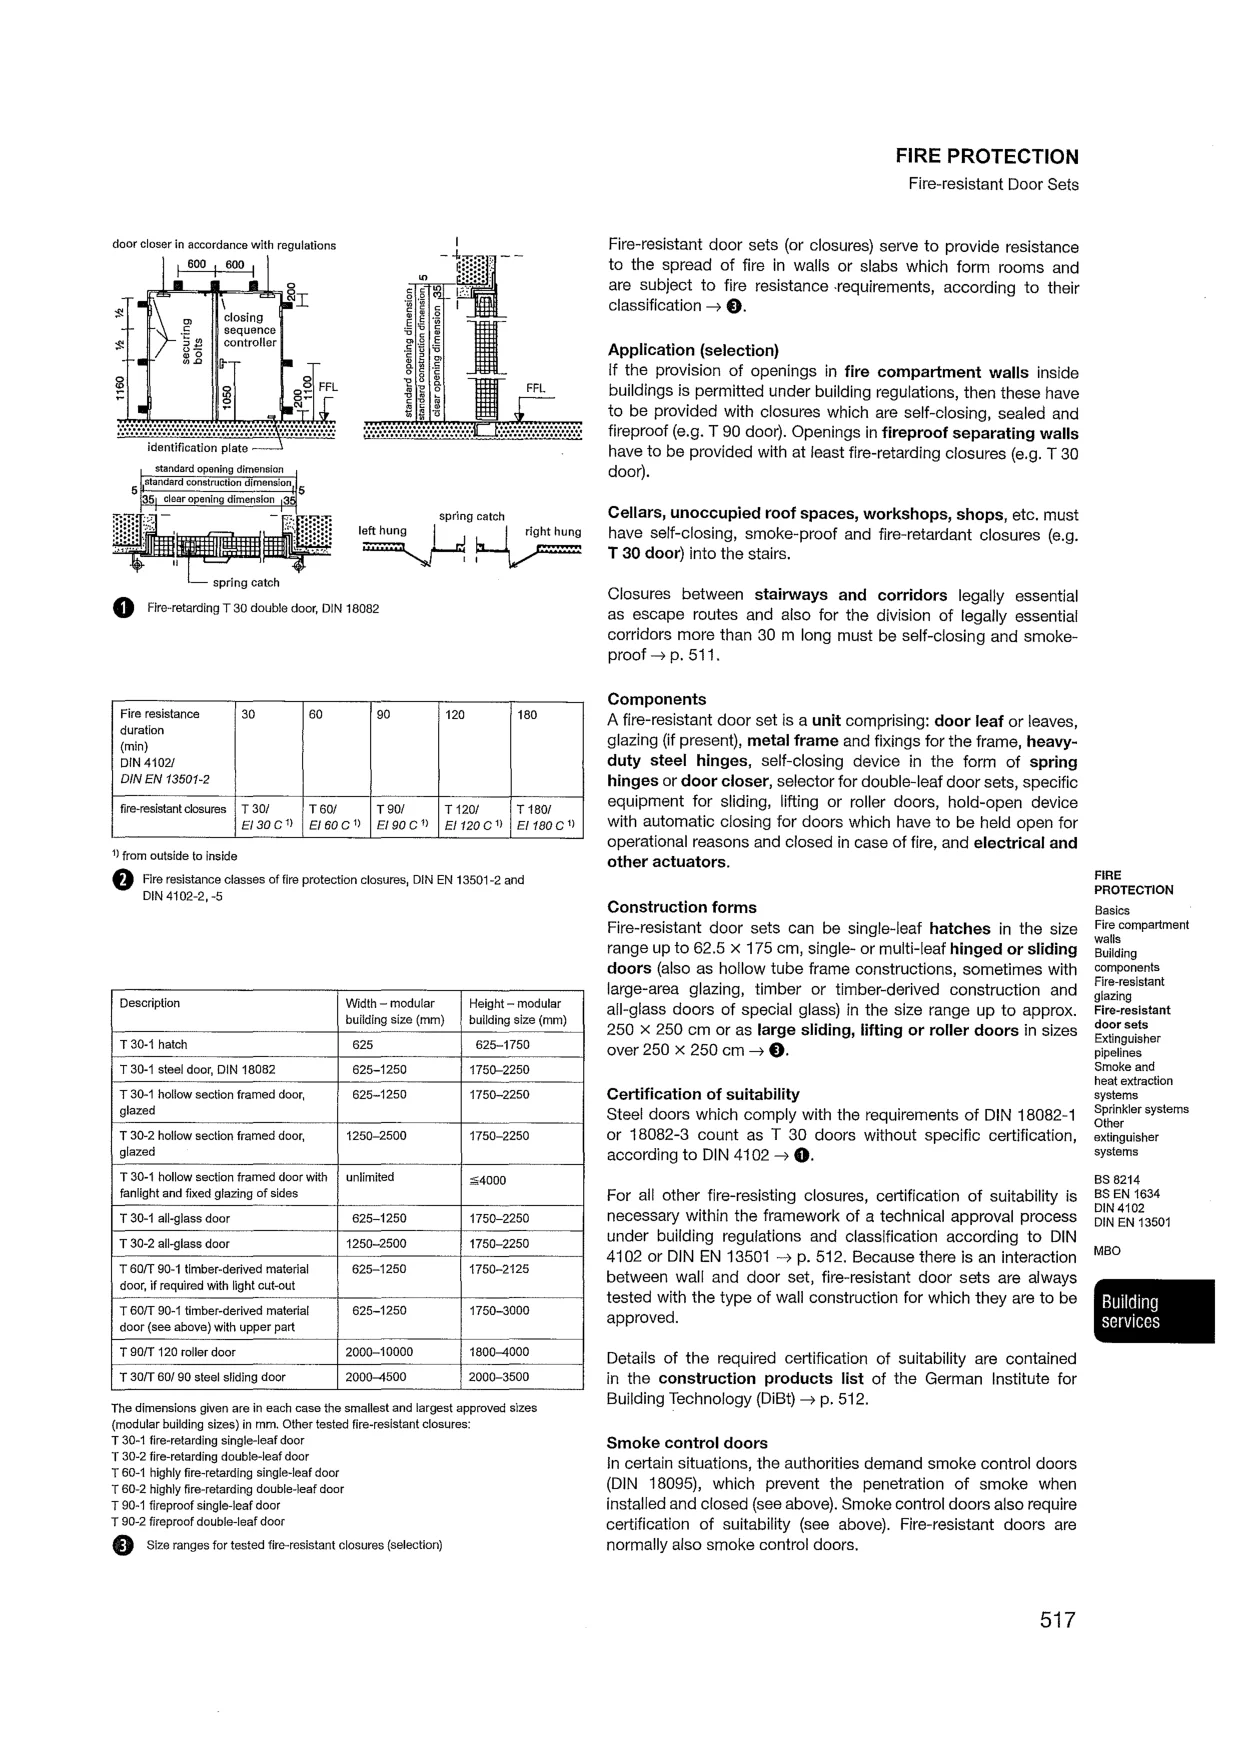 FIRE PROTECTION
Fire-resistant Door Sets
door closer in accordance with regulations
600 600
200
½
½
1160
securing
bolts
closing
sequence
controller
1050
200
1100
FFL
identification plate
5
35
standard opening dimension
standard construction dimension
clear opening dimension
FFL
standard opening dimension
5 standard construction dimension 5
35 clear opening dimension 35
spring catch
left hung
spring catch
right hung
❶ Fire-retarding T 30 double door, DIN 18082
Fire resistance
duration
(min)
DIN 4102/
DIN EN 13501-2
30 60 90 120 180
fire-resistant closures T 30/ T 60/ T 90/ T 120/ T 180/
EI 30 C 1) EI 60 C 1) EI 90 C 1) EI 120 C 1) EI 180 C 1)
1) from outside to inside
❷ Fire resistance classes of fire protection closures, DIN EN 13501-2 and
DIN 4102-2, -5
Description Width – modular Height – modular
building size (mm) building size (mm)
T 30-1 hatch 625 625–1750
T 30-1 steel door, DIN 18082 625–1250 1750–2250
T 30-1 hollow section framed door, 625–1250 1750–2250
glazed
T 30-2 hollow section framed door, 1250–2500 1750–2250
glazed
T 30-1 hollow section framed door with unlimited ≦4000
fanlight and fixed glazing of sides
T 30-1 all-glass door 625–1250 1750–2250
T 30-2 all-glass door 1250–2500 1750–2250
T 60/T 90-1 timber-derived material 625–1250 1750–2125
door, if required with light cut-out
T 60/T 90-1 timber-derived material 625–1250 1750–3000
door (see above) with upper part
T 90/T 120 roller door 2000–10000 1800–4000
T 30/T 60/ 90 steel sliding door 2000–4500 2000–3500
The dimensions given are in each case the smallest and largest approved sizes
(modular building sizes) in mm. Other tested fire-resistant closures:
T 30-1 fire-retarding single-leaf door
T 30-2 fire-retarding double-leaf door
T 60-1 highly fire-retarding single-leaf door
T 60-2 highly fire-retarding double-leaf door
T 90-1 fireproof single-leaf door
T 90-2 fireproof double-leaf door
❸ Size ranges for tested fire-resistant closures (selection)
Fire-resistant door sets (or closures) serve to provide resistance
to the spread of fire in walls or slabs which form rooms and
are subject to fire resistance requirements, according to their
classification → ❸.
Application (selection)
If the provision of openings in fire compartment walls inside
buildings is permitted under building regulations, then these have
to be provided with closures which are self-closing, sealed and
fireproof (e.g. T 90 door). Openings in fireproof separating walls
have to be provided with at least fire-retarding closures (e.g. T 30
door).
Cellars, unoccupied roof spaces, workshops, shops, etc. must
have self-closing, smoke-proof and fire-retardant closures (e.g.
T 30 door) into the stairs.
Closures between stairways and corridors legally essential
as escape routes and also for the division of legally essential
corridors more than 30 m long must be self-closing and smoke-
proof → p. 511.
Components
A fire-resistant door set is a unit comprising: door leaf or leaves,
glazing (if present), metal frame and fixings for the frame, heavy-
duty steel hinges, self-closing device in the form of spring
hinges or door closer, selector for double-leaf door sets, specific
equipment for sliding, lifting or roller doors, hold-open device
with automatic closing for doors which have to be held open for
operational reasons and closed in case of fire, and electrical and
other actuators.
Construction forms
Fire-resistant door sets can be single-leaf hatches in the size
range up to 62.5 × 175 cm, single- or multi-leaf hinged or sliding
doors (also as hollow tube frame constructions, sometimes with
large-area glazing, timber or timber-derived construction and
all-glass doors of special glass) in the size range up to approx.
250 × 250 cm or as large sliding, lifting or roller doors in sizes
over 250 × 250 cm → ❸.
Certification of suitability
Steel doors which comply with the requirements of DIN 18082-1
or 18082-3 count as T 30 doors without specific certification,
according to DIN 4102 → ❶.
For all other fire-resisting closures, certification of suitability is
necessary within the framework of a technical approval process
under building regulations and classification according to DIN
4102 or DIN EN 13501 → p. 512. Because there is an interaction
between wall and door set, fire-resistant door sets are always
tested with the type of wall construction for which they are to be
approved.
Details of the required certification of suitability are contained
in the construction products list of the German Institute for
Building Technology (DiBt) → p. 512.
Smoke control doors
In certain situations, the authorities demand smoke control doors
(DIN 18095), which prevent the penetration of smoke when
installed and closed (see above). Smoke control doors also require
certification of suitability (see above). Fire-resistant doors are
normally also smoke control doors.
FIRE
PROTECTION
Basics
Fire compartment
walls
Building
components
Fire-resistant
glazing
Fire-resistant
door sets
Extinguisher
pipelines
Smoke and
heat extraction
systems
Sprinkler systems
Other
extinguisher
systems
BS 8214
BS EN 1634
DIN 4102
DIN EN 13501
MBO
Building
services
517